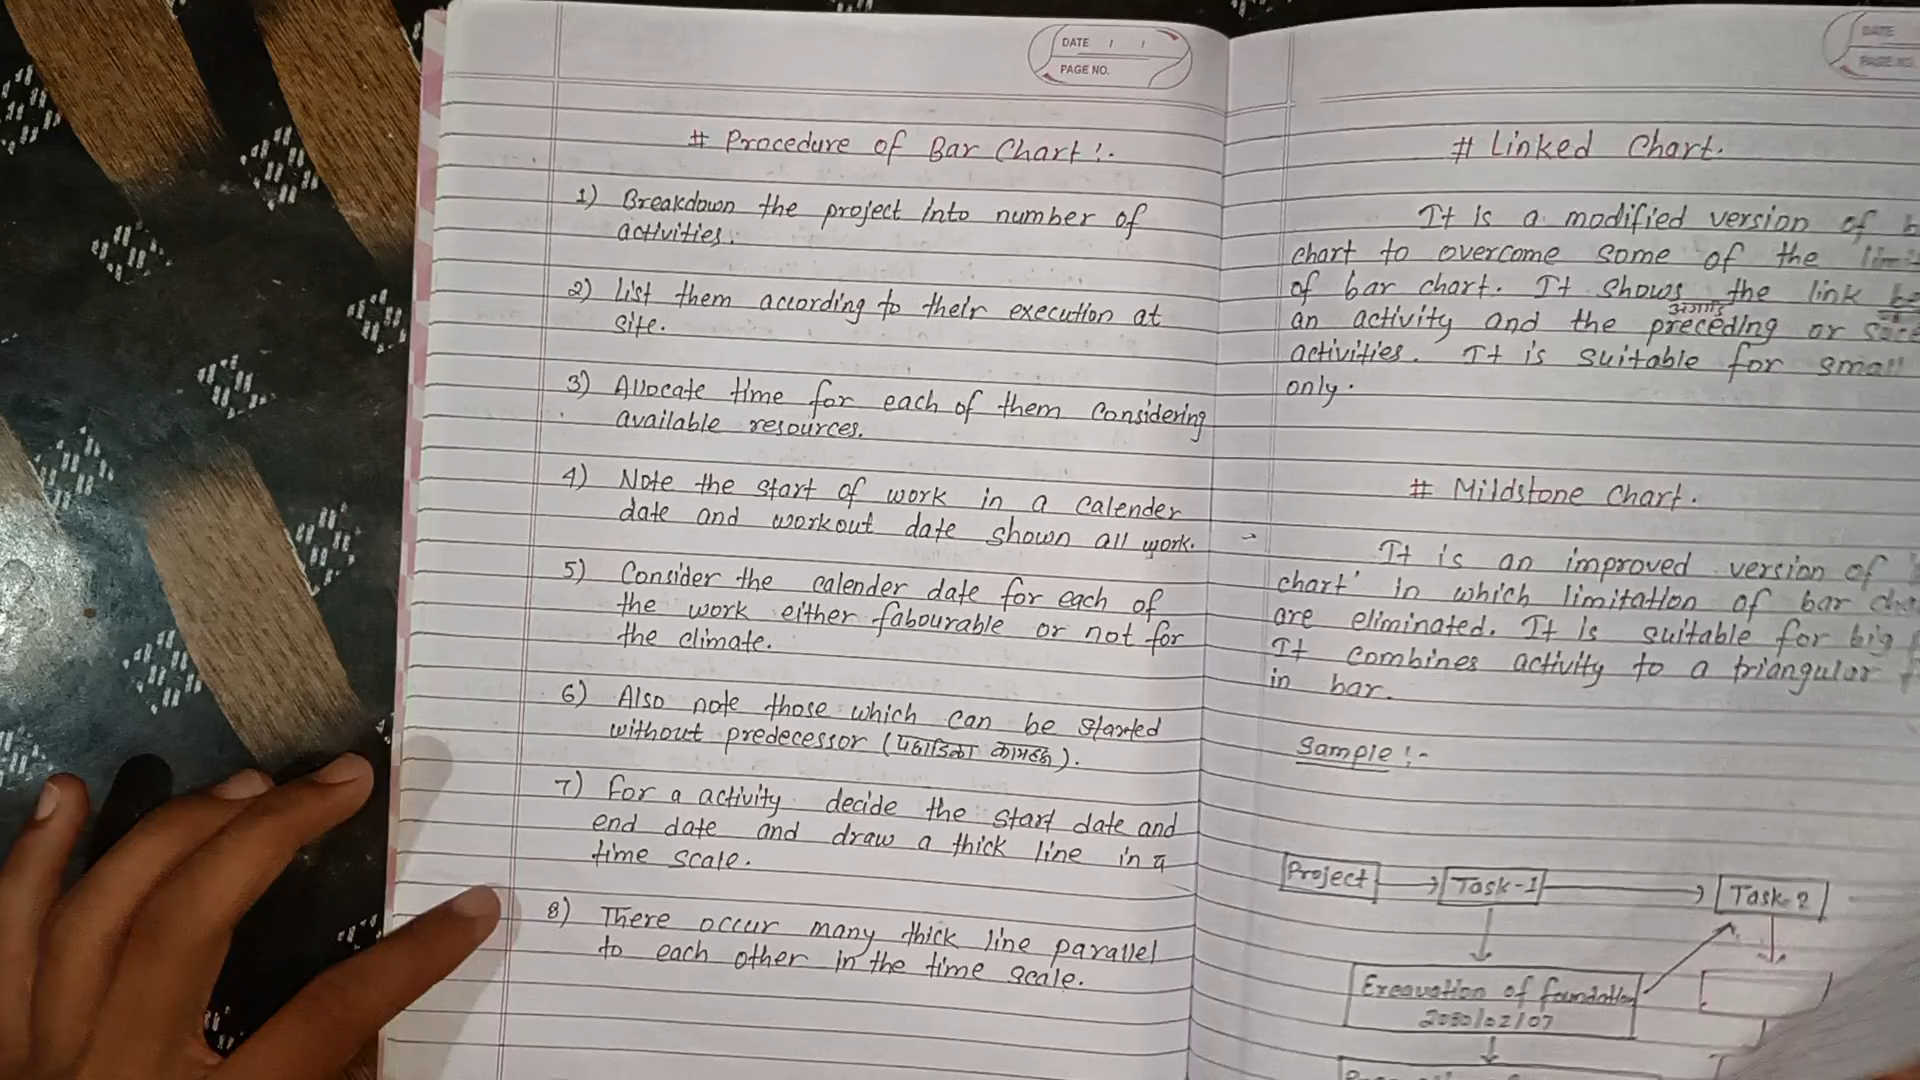 DATE / /
PAGE NO.
# Procedure of Bar Chart :-
1) Breakdown the project into number of
activities.
2) List them according to their execution at
site.
3) Allocate time for each of them considering
available resources.
4) Note the start of work in a calender
date and workout date shown all work.
5) Consider the calender date for each of
the work either fabourable or not for
the climate.
6) Also note those which can be started
without predecessor (
7) for a activity decide the start date and
end date and draw a thick line in a
time scale.
8) There occur many thick line parallel
to each other in the time scale.
DATE
PAGE NO.
# Linked Chart.
It is a modified version of
chart to overcome some of the
of bar chart. It shows the link
an activity and the preceding or
activities. It is suitable for small
only.
# Mildstone Chart.
It is an improved version of
chart' in which limitation of bar
are eliminated. It is suitable for big
It combines activity to a triangular
in bar.
Sample :-
Project
Task-1
Task-2
of foundation
2080/02/07